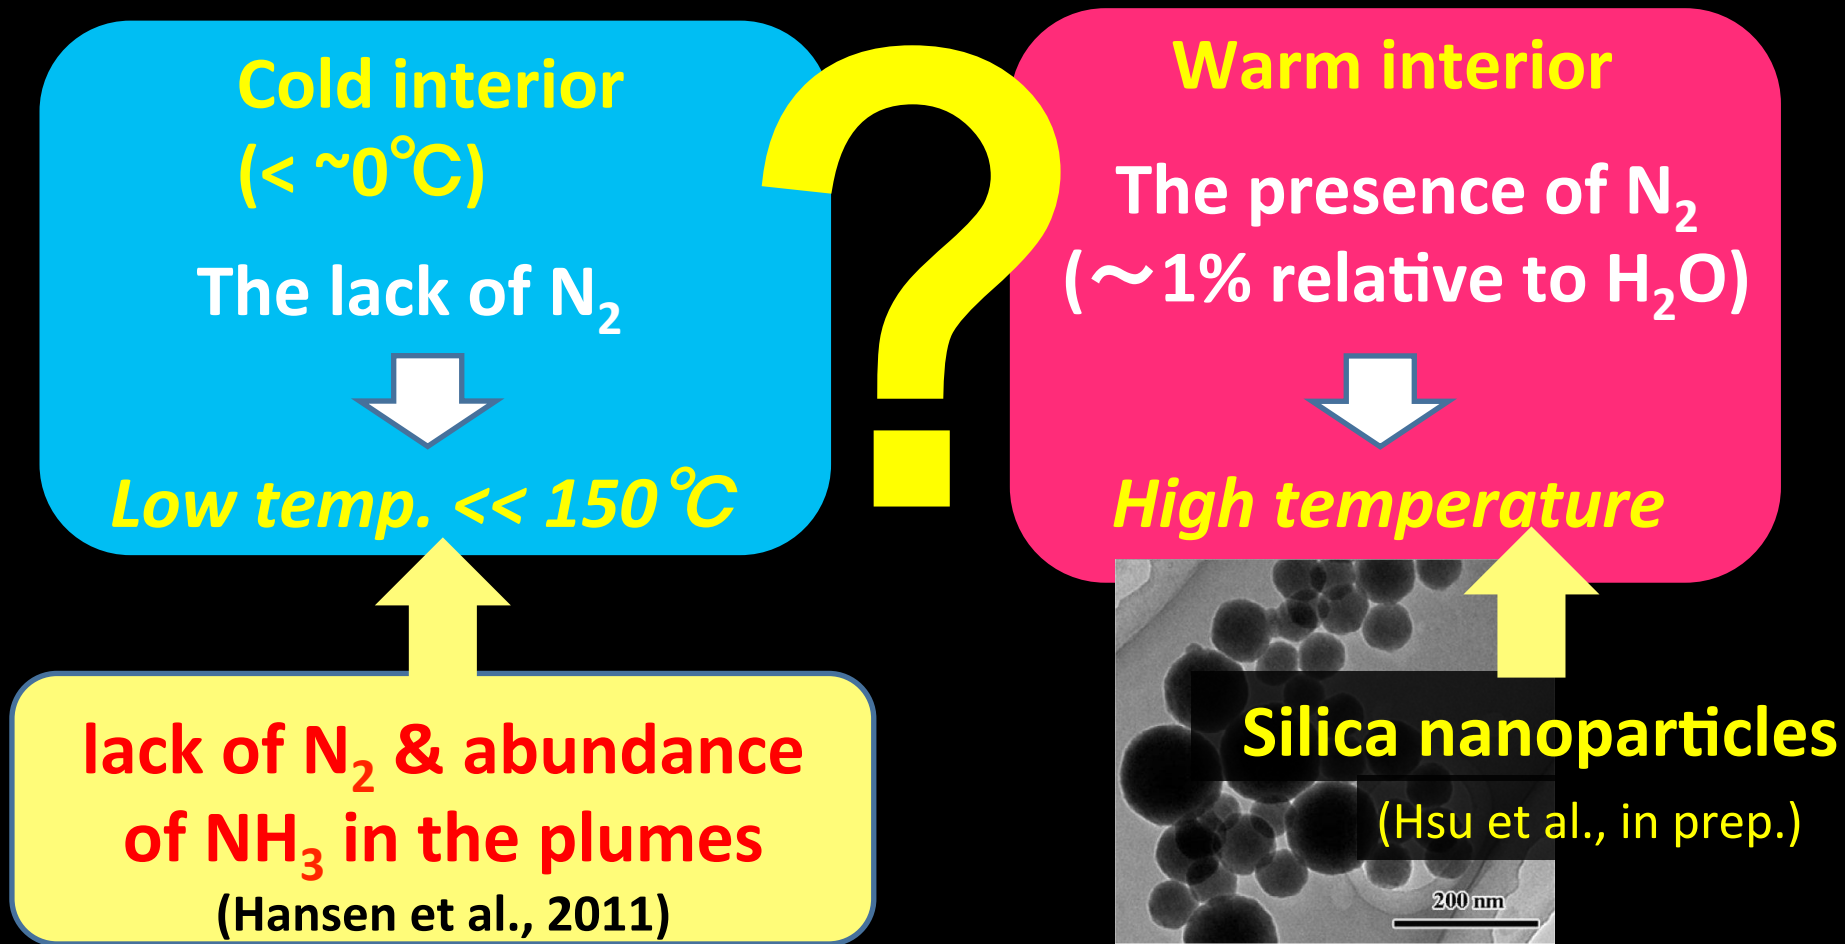 Cold interior
(< ~0℃)
The lack of N₂
Low temp. << 150℃
lack of N₂ & abundance
of NH₃ in the plumes
(Hansen et al., 2011)
?
Warm interior
The presence of N₂
(～1% relative to H₂O)
High temperature
Silica nanoparticles
(Hsu et al., in prep.)
200 nm